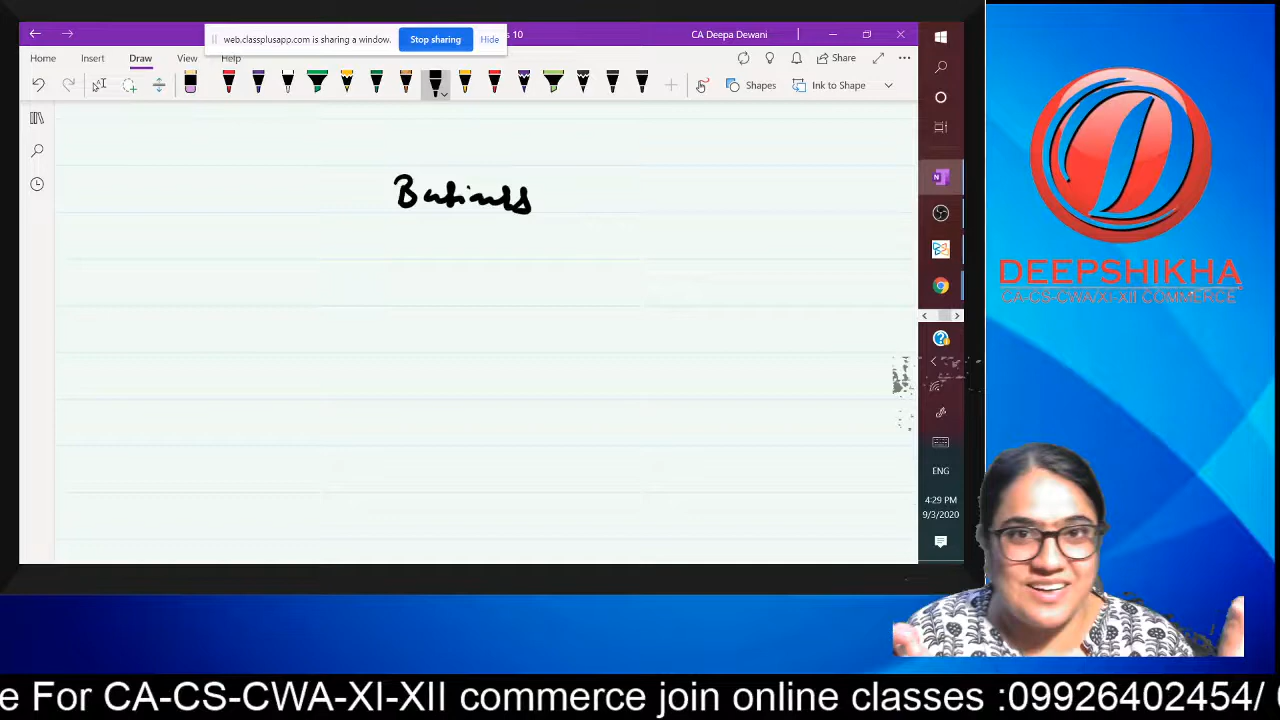 web.classplusapp.com is sharing a window. Stop sharing Hide
s 10
CA Deepa Dewani
Home Insert Draw View Help
Share
Shapes Ink to Shape
Business
DEEPSHIKHA
CA-CS-CWA/XI-XII COMMERCE
ENG
4:29 PM
9/3/2020
e For CA-CS-CWA-XI-XII commerce join online classes :09926402454/